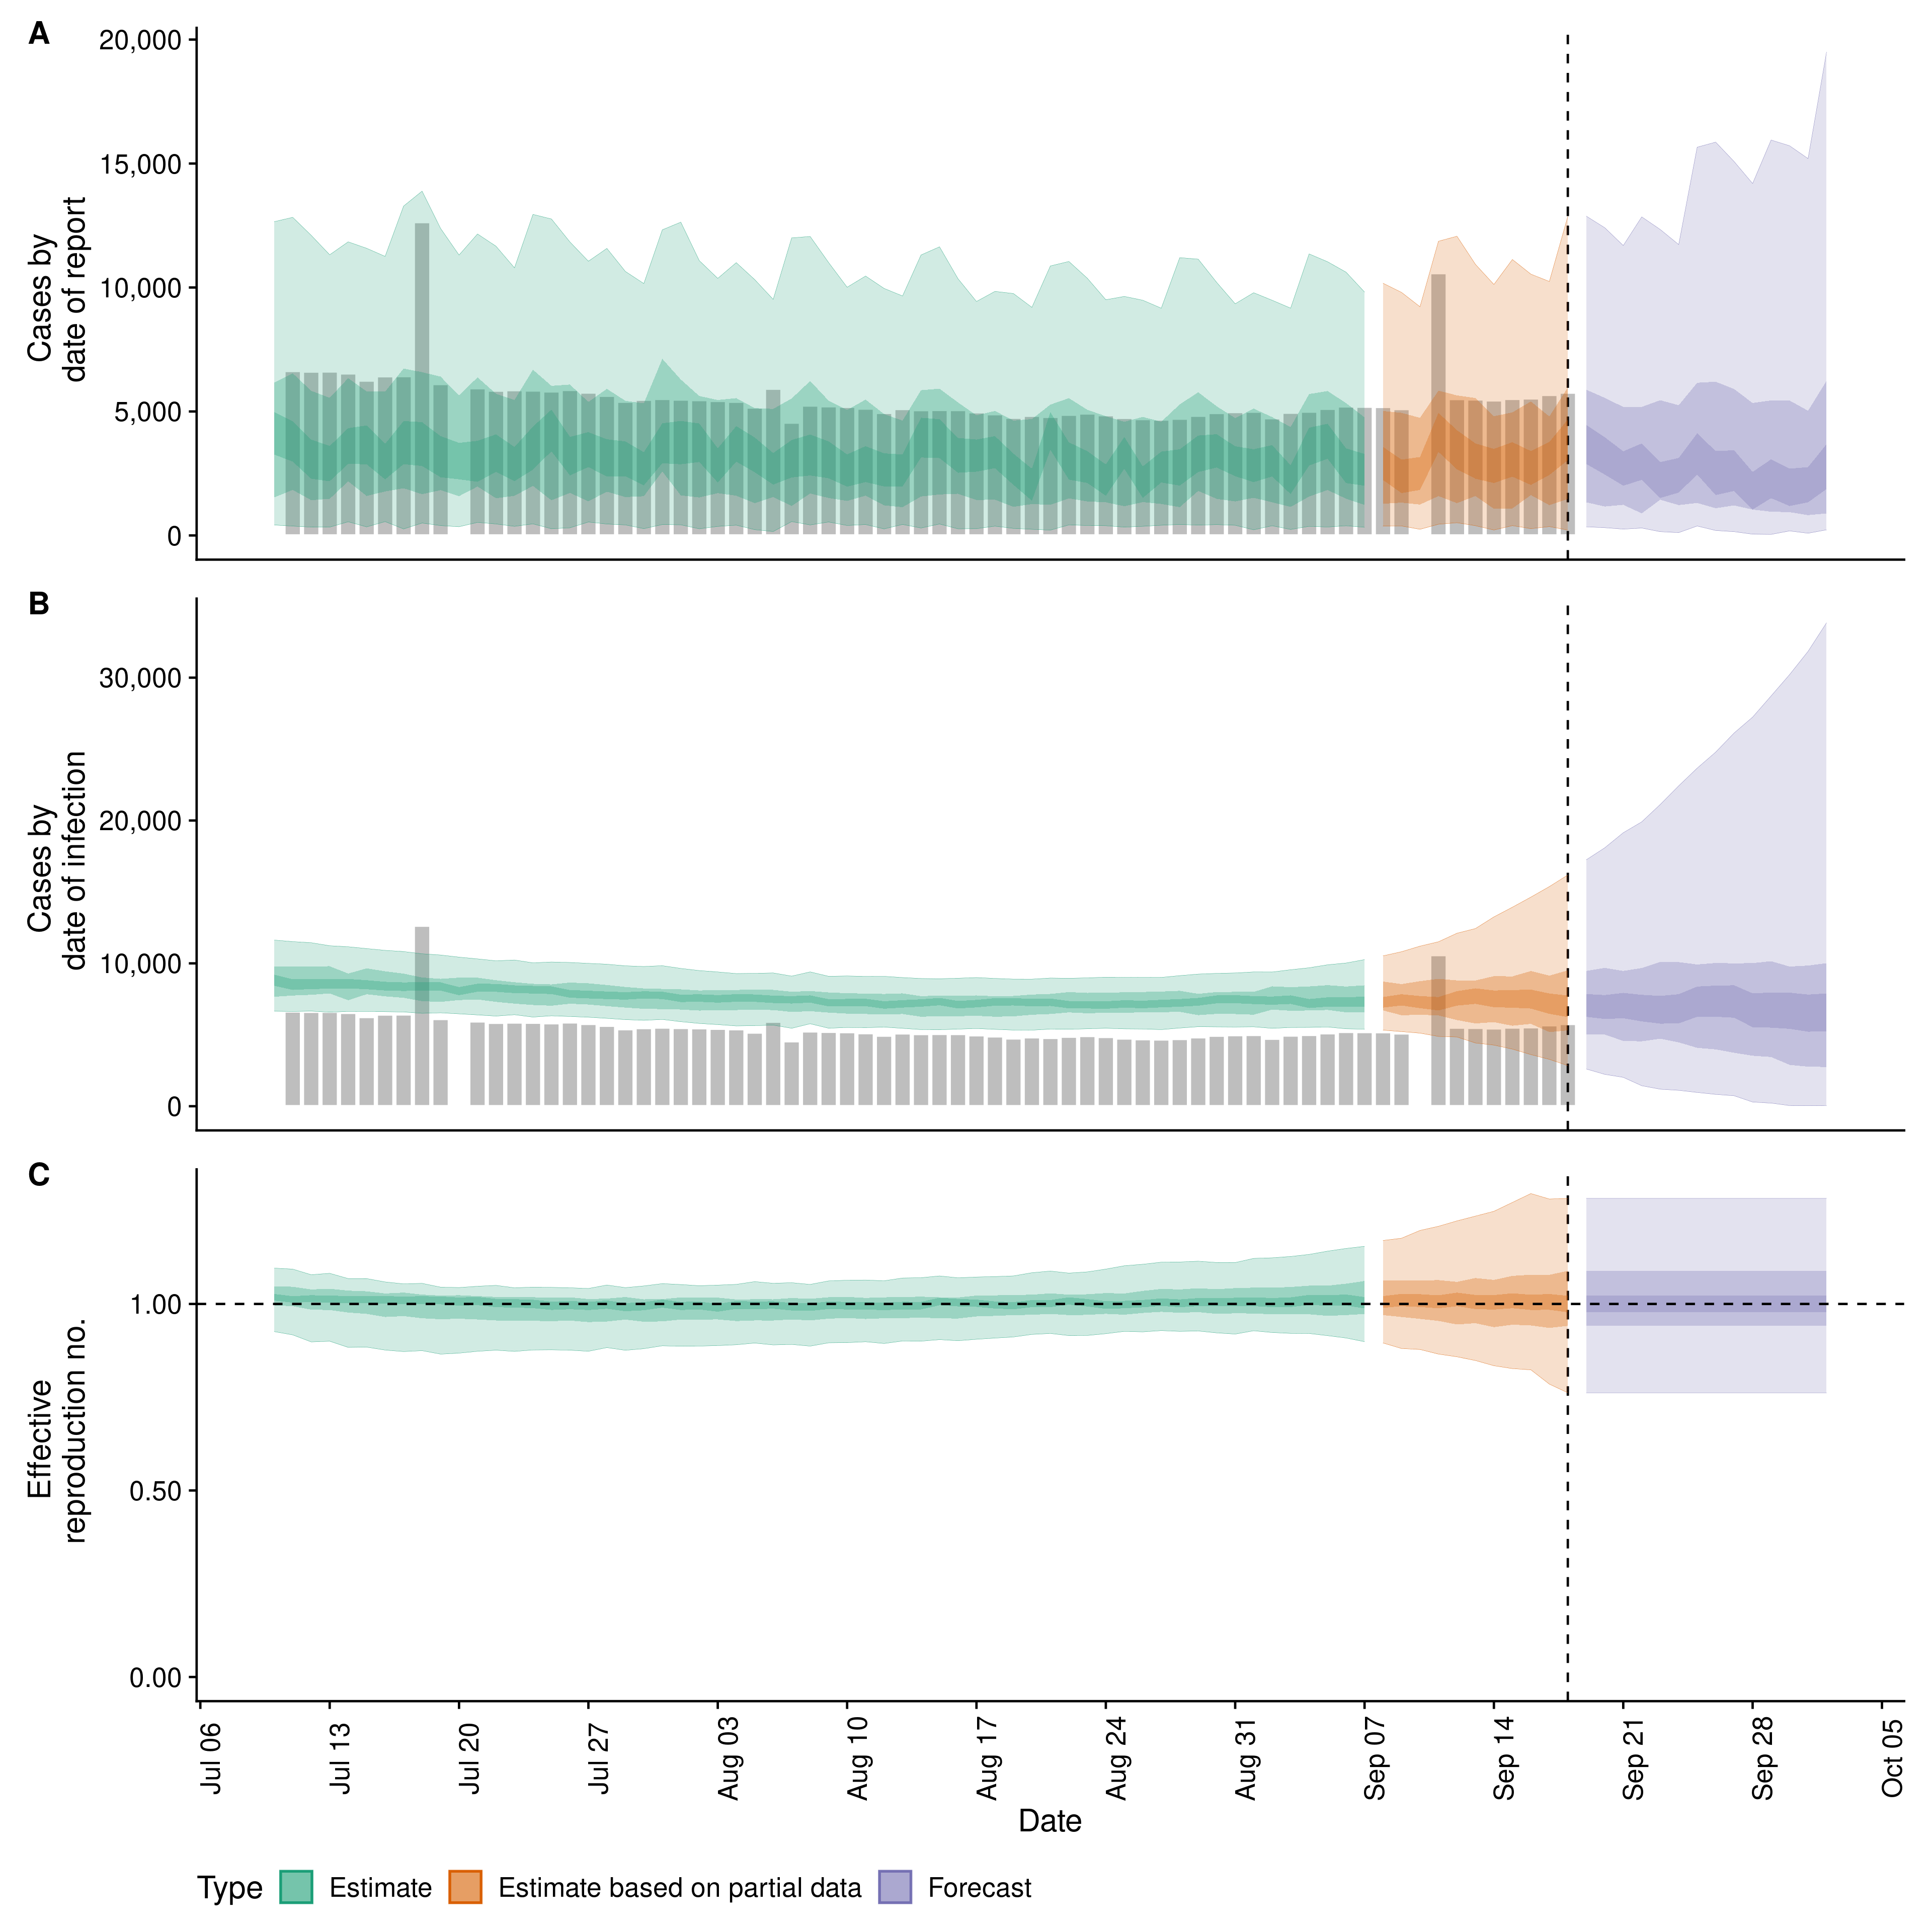 A
20,000
15,000
10,000
5,000
0
Cases by
date of report
B
30,000
20,000
10,000
0
Cases by
date of infection
C
1.00
0.50
0.00
Effective
reproduction no.
Jul 06
Jul 13
Jul 20
Jul 27
Aug 03
Aug 10
Aug 17
Aug 24
Aug 31
Sep 07
Sep 14
Sep 21
Sep 28
Oct 05
Date
Type Estimate Estimate based on partial data Forecast